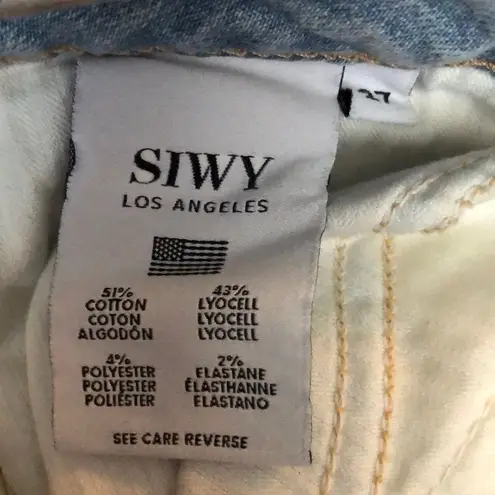 27
SIWY
LOS ANGELES
51% 43%
COTTON LYOCELL
COTON LYOCELL
ALGODÓN LYOCELL
4% 2%
POLYESTER ELASTANE
POLYESTER ÉLASTHANNE
POLIÉSTER ELASTANO
SEE CARE REVERSE